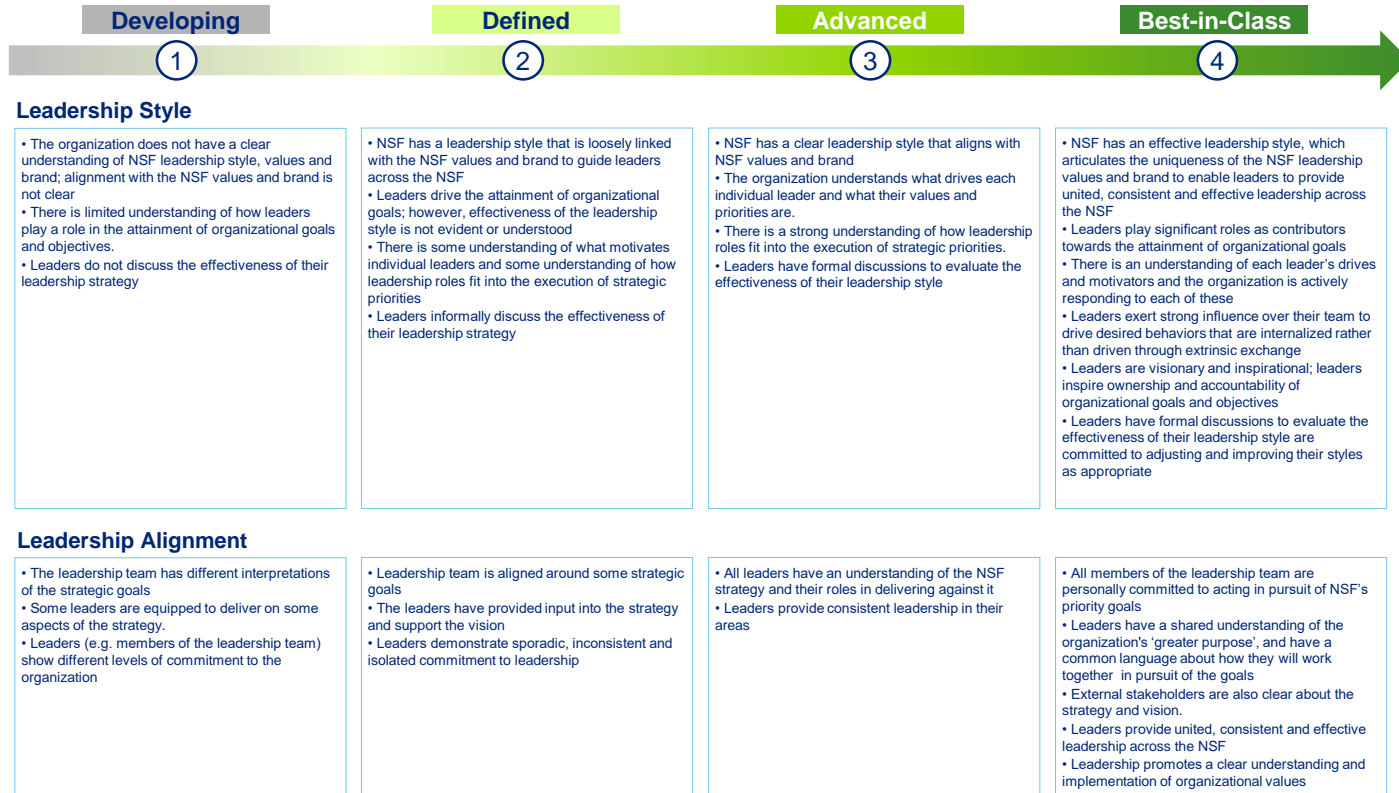 Developing
Defined
Advanced
Best-in-Class
1
2
3
4
Leadership Style
• The organization does not have a clear
understanding of NSF leadership style, values and
brand; alignment with the NSF values and brand is
not clear
• There is limited understanding of how leaders
play a role in the attainment of organizational goals
and objectives.
• Leaders do not discuss the effectiveness of their
leadership strategy
• NSF has a leadership style that is loosely linked
with the NSF values and brand to guide leaders
across the NSF
• Leaders drive the attainment of organizational
goals; however, effectiveness of the leadership
style is not evident or understood
• There is some understanding of what motivates
individual leaders and some understanding of how
leadership roles fit into the execution of strategic
priorities
• Leaders informally discuss the effectiveness of
their leadership strategy
• NSF has a clear leadership style that aligns with
NSF values and brand
• The organization understands what drives each
individual leader and what their values and
priorities are.
• There is a strong understanding of how leadership
roles fit into the execution of strategic priorities.
• Leaders have formal discussions to evaluate the
effectiveness of their leadership style
• NSF has an effective leadership style, which
articulates the uniqueness of the NSF leadership
values and brand to enable leaders to provide
united, consistent and effective leadership across
the NSF
• Leaders play significant roles as contributors
towards the attainment of organizational goals
• There is an understanding of each leader's drives
and motivators and the organization is actively
responding to each of these
• Leaders exert strong influence over their team to
drive desired behaviors that are internalized rather
than driven through extrinsic exchange
• Leaders are visionary and inspirational; leaders
inspire ownership and accountability of
organizational goals and objectives
• Leaders have formal discussions to evaluate the
effectiveness of their leadership style are
committed to adjusting and improving their styles
as appropriate
Leadership Alignment
• The leadership team has different interpretations
of the strategic goals
• Some leaders are equipped to deliver on some
aspects of the strategy.
• Leaders (e.g. members of the leadership team)
show different levels of commitment to the
organization
• Leadership team is aligned around some strategic
goals
• The leaders have provided input into the strategy
and support the vision
• Leaders demonstrate sporadic, inconsistent and
isolated commitment to leadership
• All leaders have an understanding of the NSF
strategy and their roles in delivering against it
• Leaders provide consistent leadership in their
areas
• All members of the leadership team are
personally committed to acting in pursuit of NSF's
priority goals
• Leaders have a shared understanding of the
organization's 'greater purpose', and have a
common language about how they will work
together in pursuit of the goals
• External stakeholders are also clear about the
strategy and vision.
• Leaders provide united, consistent and effective
leadership across the NSF
• Leadership promotes a clear understanding and
implementation of organizational values